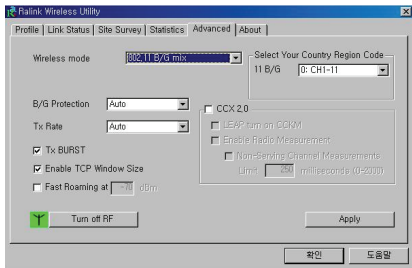 Ralink Wireless Utility
Profile Link Status Site Survey Statistics Advanced About
Wireless mode 802,11 B/G mix
Select Your Country Region Code
11 B/G 0: CH1-11
B/G Protection Auto
Tx Rate Auto
Tx BURST
Enable TCP Window Size
Fast Roaming at -70 dBm
CCX 2,0
LEAP turn on CCKM
Enable Radio Measurement
Non-Serving Channel Measurements
Limit 250 milliseconds (0-2000)
Turn off RF
Apply
확인 도움말